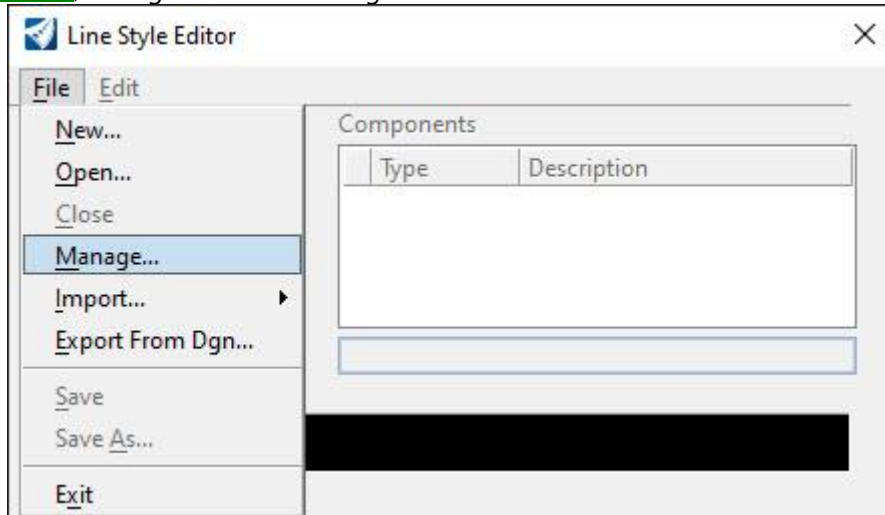 Line Style Editor
File Edit
New...
Open...
Close
Manage...
Import...
Export From Dgn...
Save
Save As...
Exit
Components
Type Description